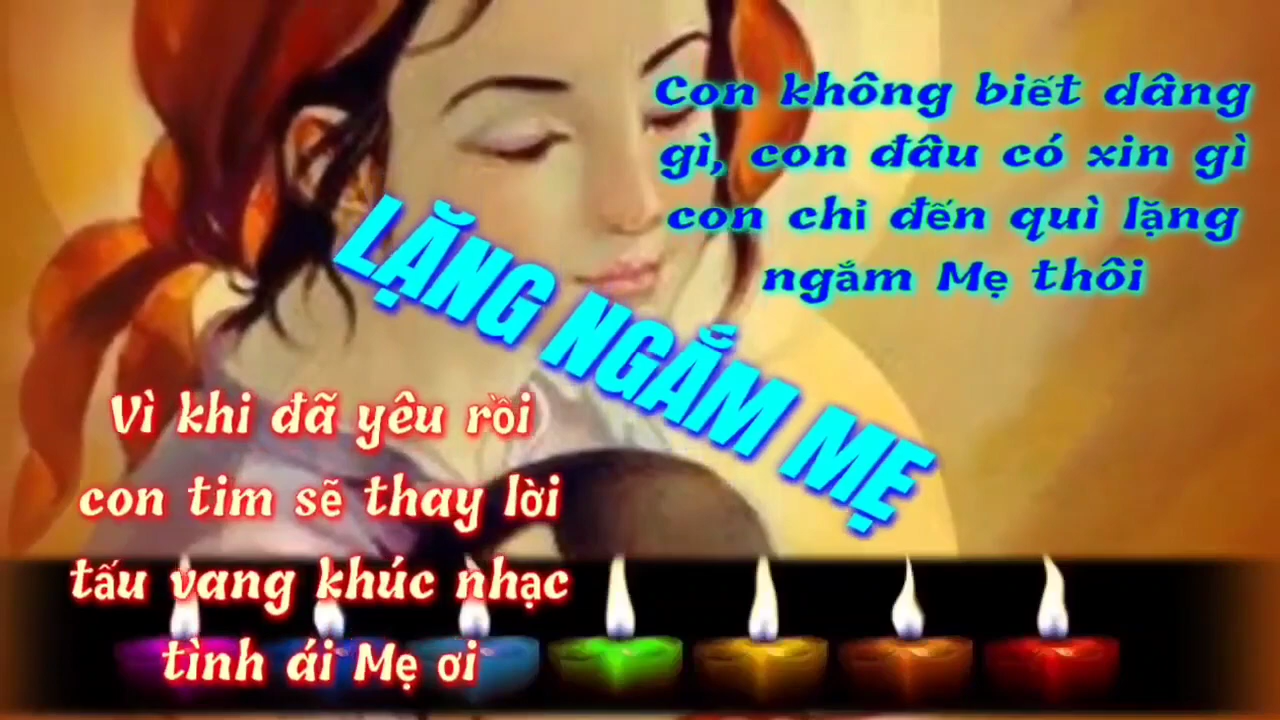 Con không biết dâng
gì, con đâu có xin gì
con chỉ đến quì lặng
ngắm Mẹ thôi
LẶNG NGẮM MẸ
Vì khi đã yêu rồi
con tim sẽ thay lời
tấu vang khúc nhạc
tình ái Mẹ ơi